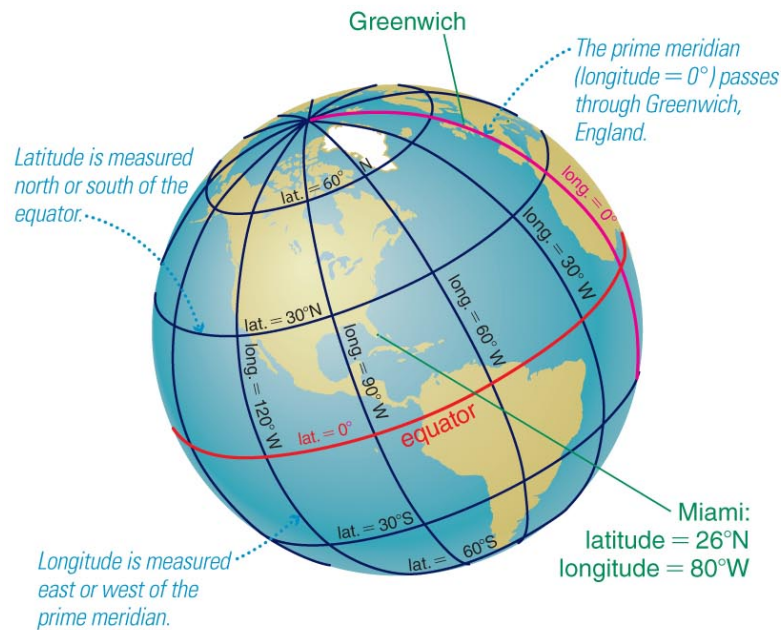 Greenwich
The prime meridian
(longitude = 0°) passes
through Greenwich,
England.
Latitude is measured
north or south of the
equator.
lat. = 60° N
long. = 0°
long. = 30° W
lat. = 30°N
long. = 60° W
long. = 90° W
long. = 120° W
lat. = 0°
equator
lat. = 30°S
lat. = 60°S
Miami:
latitude = 26°N
longitude = 80°W
Longitude is measured
east or west of the
prime meridian.